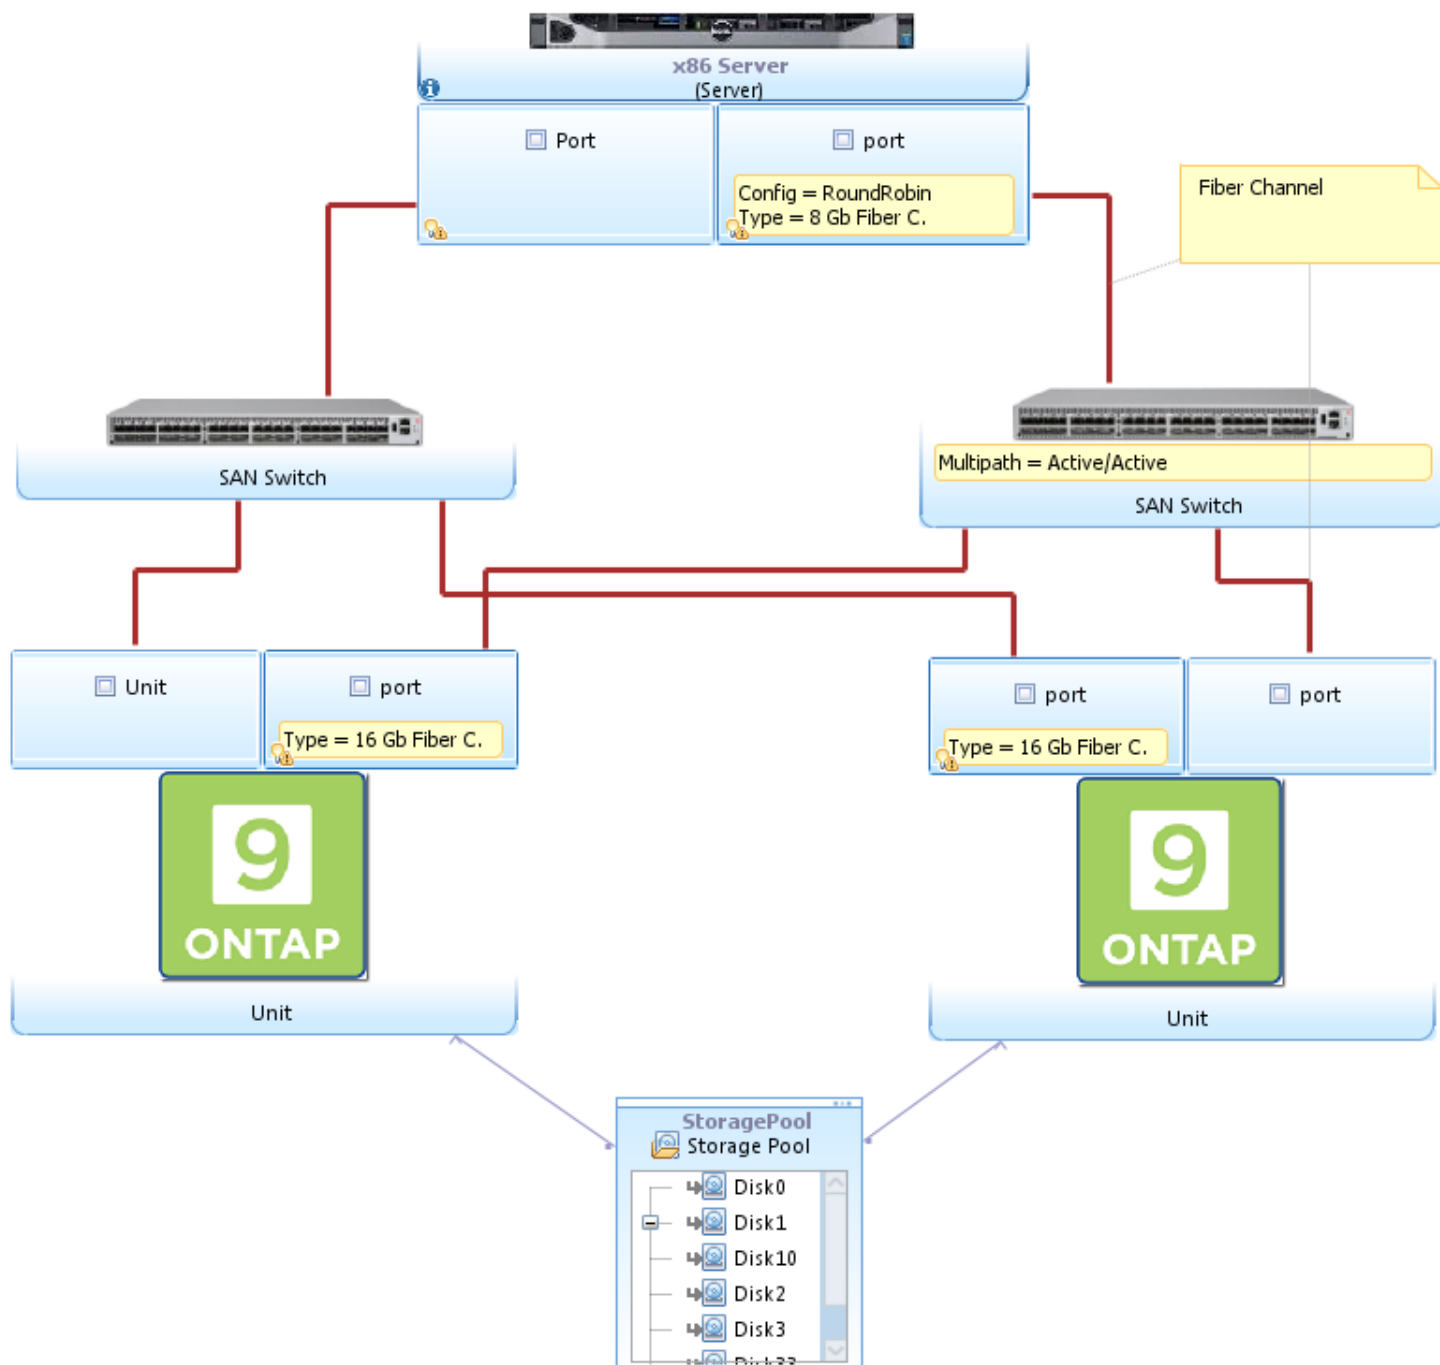 x86 Server
(Server)
Port
port
Config = RoundRobin
Type = 8 Gb Fiber C.
Fiber Channel
SAN Switch
Multipath = Active/Active
SAN Switch
Unit
port
Type = 16 Gb Fiber C.
port
Type = 16 Gb Fiber C.
port
9
ONTAP
Unit
9
ONTAP
Unit
StoragePool
Storage Pool
Disk0
Disk1
Disk10
Disk2
Disk3